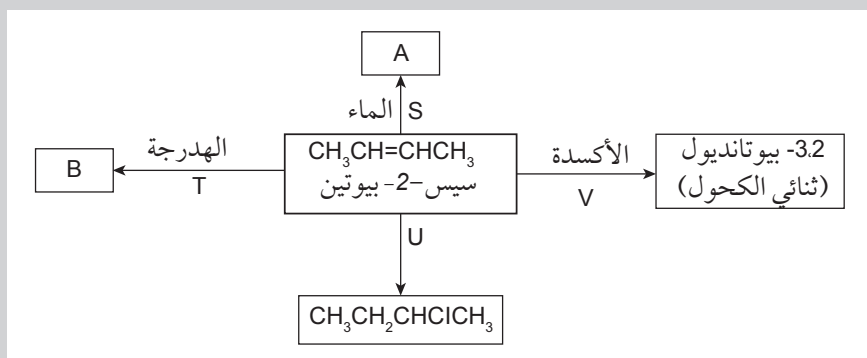 A
الماء S
الهدرجة
B
T
CH₃CH=CHCH₃
سيس-2- بيوتين
الأكسدة
V
3،2- بيوتانديول
(ثنائي الكحول)
U
CH₃CH₂CHClCH₃